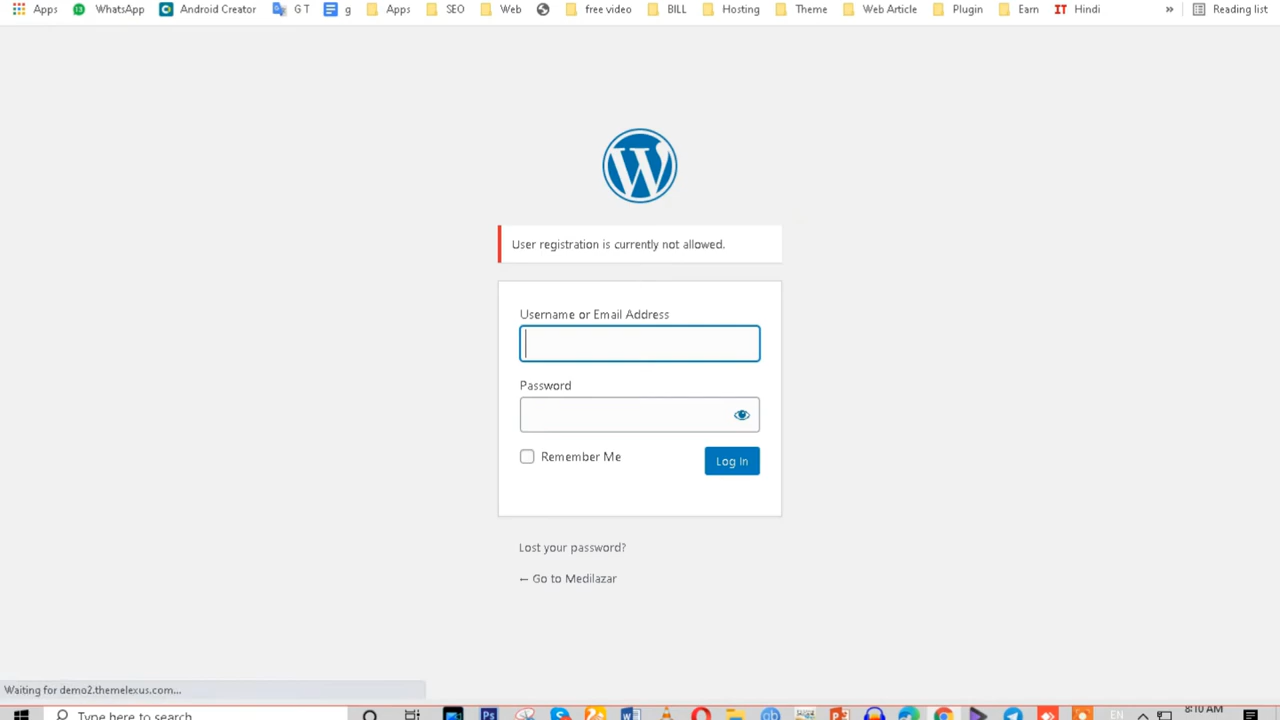 Apps WhatsApp Android Creator G T g Apps SEO Web free video BILL Hosting Theme Web Article Plugin Earn IT Hindi » Reading list
W
User registration is currently not allowed.
Username or Email Address
Password
Remember Me
Log In
Lost your password?
← Go to Medilazar
Waiting for demo2.themelexus.com...
Type here to search
EN
8:10 AM